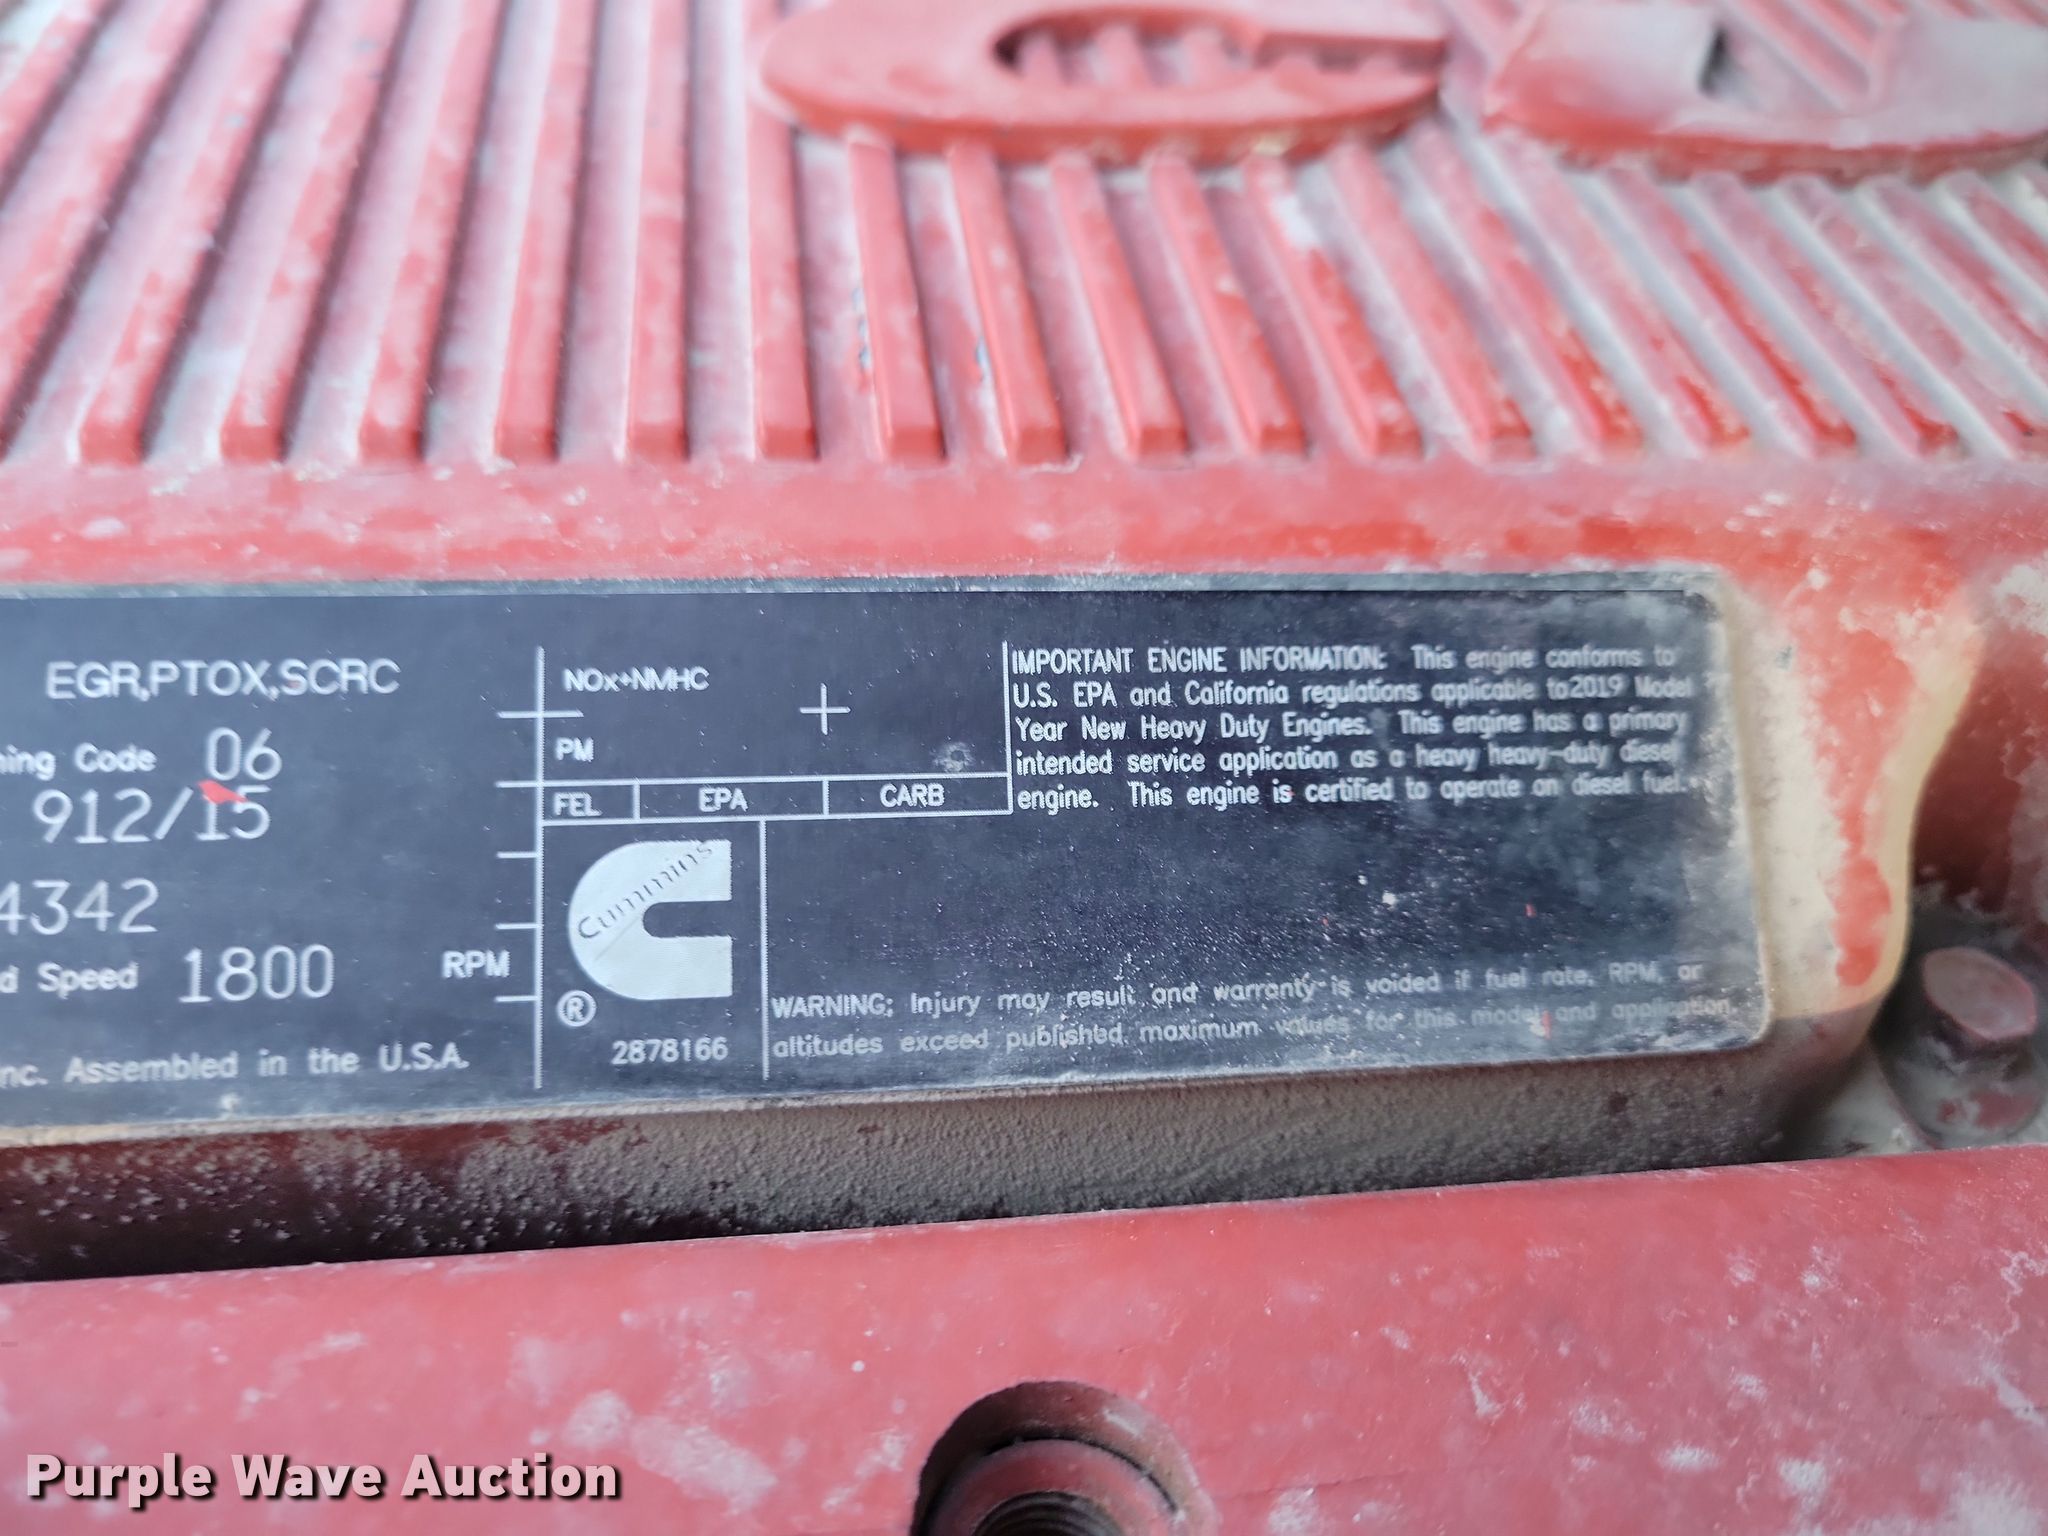 EGR,PTOX,SCRC
Code 06
912/15
4342
Speed 1800 RPM
Assembled in the U.S.A.
NOx+NMHC
PM
FEL EPA CARB
Cummins
®
2878166
IMPORTANT ENGINE INFORMATION: This engine conforms to
U.S. EPA and California regulations applicable to 2019 Model
Year New Heavy Duty Engines. This engine has a primary
intended service application as a heavy heavy-duty diesel
engine. This engine is certified to operate on diesel fuel.
WARNING: Injury may result and warranty is voided if fuel rate, RPM, or
altitudes exceed published maximum values for this model and application.
Purple Wave Auction